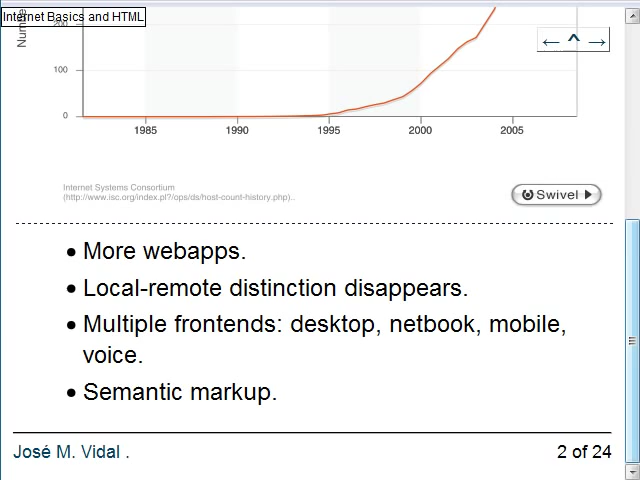 Internet Basics and HTML
200
100
0
1985 1990 1995 2000 2005
Internet Systems Consortium
(http://www.isc.org/index.pl?/ops/ds/host-count-history.php)..
Swivel
More webapps.
Local-remote distinction disappears.
Multiple frontends: desktop, netbook, mobile,
voice.
Semantic markup.
José M. Vidal .
2 of 24